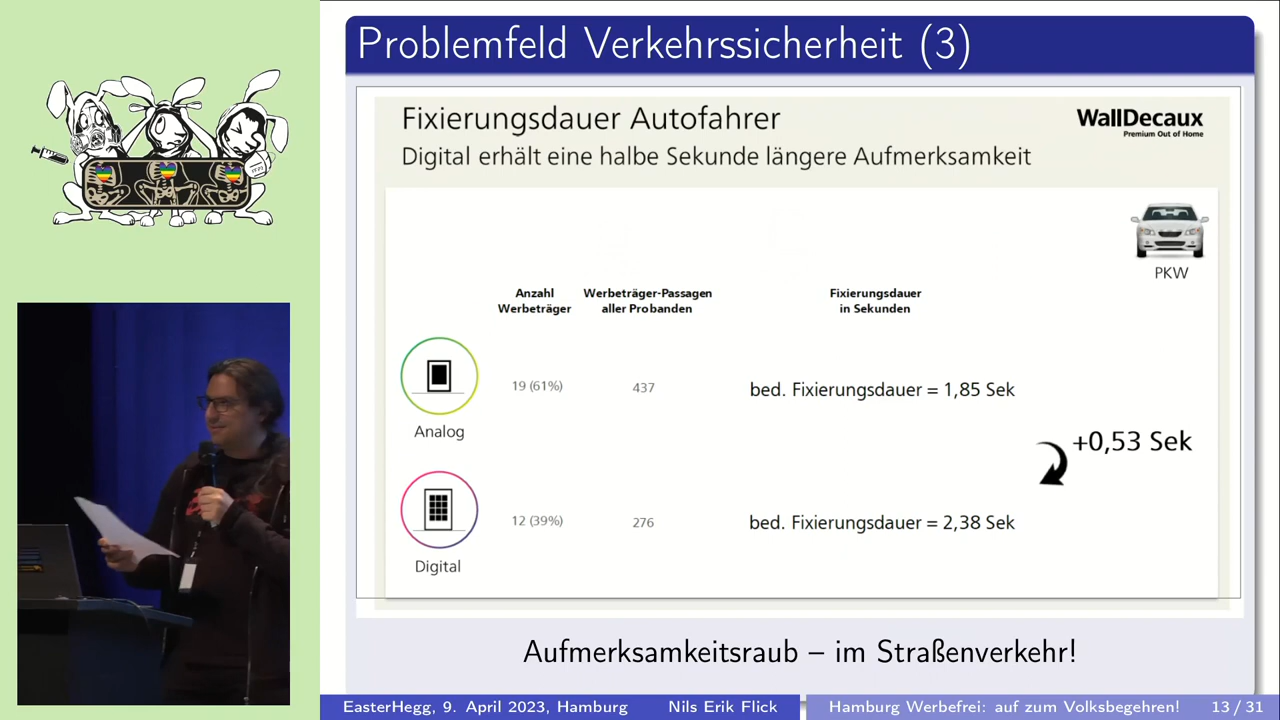 Problemfeld Verkehrssicherheit (3)
Fixierungsdauer Autofahrer
WallDecaux
Premium Out of Home
Digital erhält eine halbe Sekunde längere Aufmerksamkeit
PKW
Anzahl Werbeträger
Werbeträger-Passagen aller Probanden
Fixierungsdauer in Sekunden
Analog
19 (61%)
437
bed. Fixierungsdauer = 1,85 Sek
+0,53 Sek
Digital
12 (39%)
276
bed. Fixierungsdauer = 2,38 Sek
Aufmerksamkeitsraub – im Straßenverkehr!
EasterHegg, 9. April 2023, Hamburg
Nils Erik Flick
Hamburg Werbefrei: auf zum Volksbegehren!
13 / 31